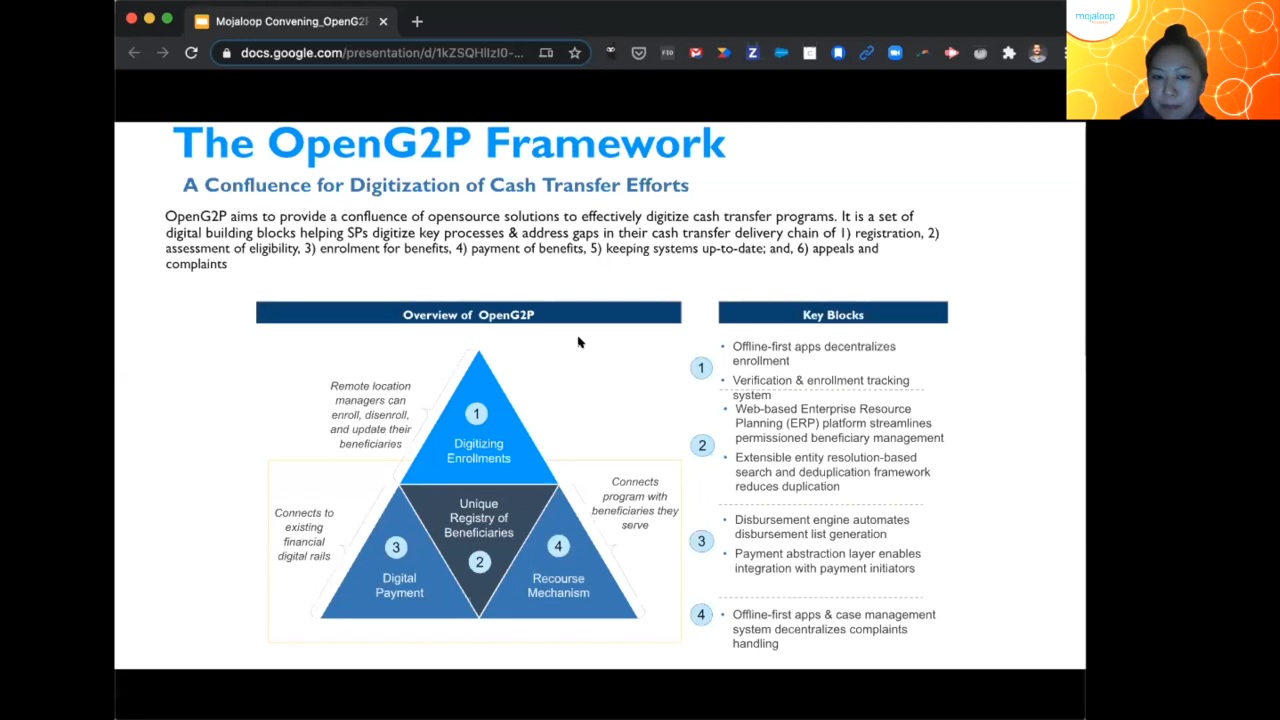 Mojaloop Convening_OpenG2P
docs.google.com/presentation/d/1kZSQHlIzI0-...
mojaloop
The OpenG2P Framework
A Confluence for Digitization of Cash Transfer Efforts
OpenG2P aims to provide a confluence of opensource solutions to effectively digitize cash transfer programs. It is a set of
digital building blocks helping SPs digitize key processes & address gaps in their cash transfer delivery chain of 1) registration, 2)
assessment of eligibility, 3) enrolment for benefits, 4) payment of benefits, 5) keeping systems up-to-date; and, 6) appeals and
complaints
Overview of OpenG2P
Remote location
managers can
enroll, disenroll,
and update their
beneficiaries
1
Digitizing
Enrollments
Connects to
existing
financial
digital rails
Unique
Registry of
Beneficiaries
2
Connects
program with
beneficiaries they
serve
3
Digital
Payment
4
Recourse
Mechanism
Key Blocks
1
• Offline-first apps decentralizes
enrollment
• Verification & enrollment tracking
system
2
• Web-based Enterprise Resource
Planning (ERP) platform streamlines
permissioned beneficiary management
• Extensible entity resolution-based
search and deduplication framework
reduces duplication
3
• Disbursement engine automates
disbursement list generation
• Payment abstraction layer enables
integration with payment initiators
4
• Offline-first apps & case management
system decentralizes complaints
handling